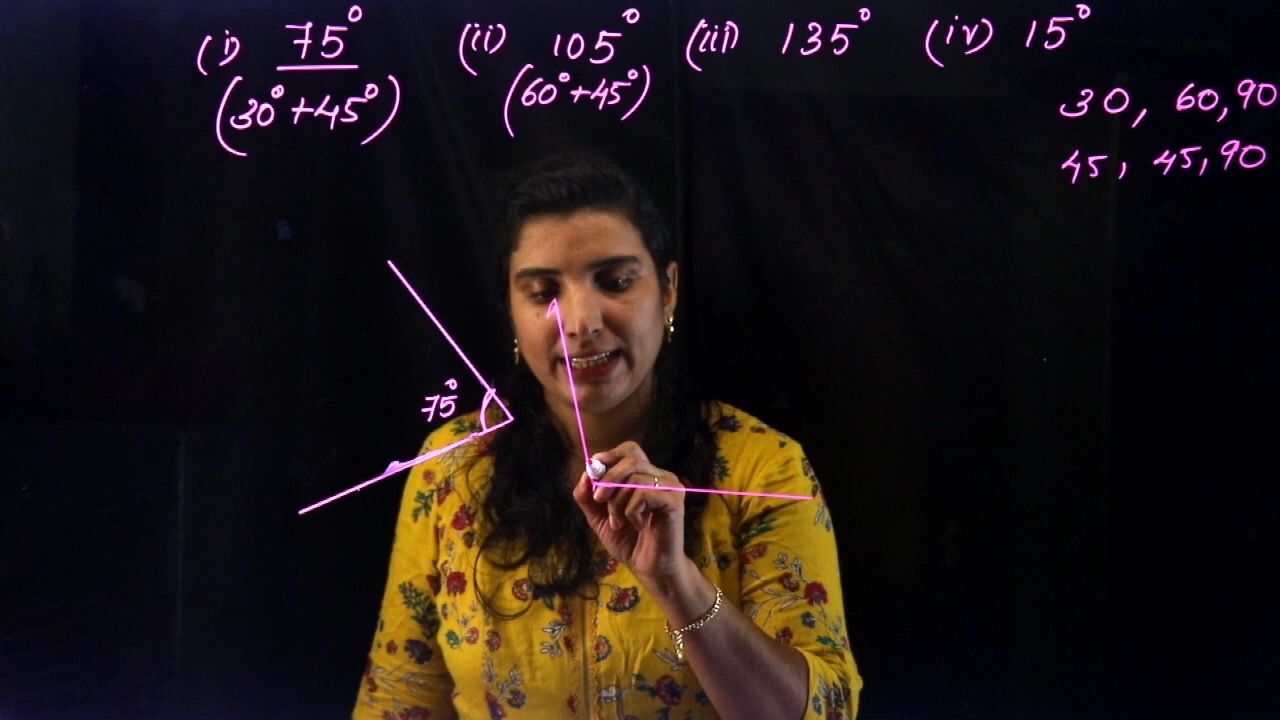 (i) 75° (ii) 105° (iii) 135° (iv) 15°
(30°+45°) (60°+45°)
30, 60, 90
45, 45, 90
75°